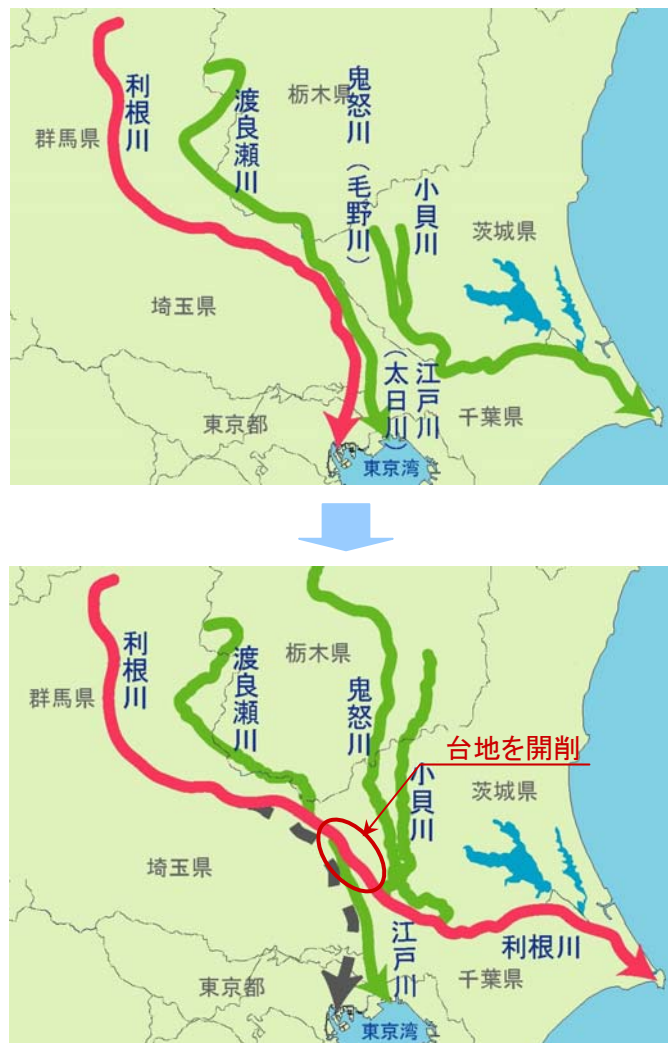 利根川
渡良瀬川
鬼怒川（毛野川）
小貝川
栃木県
群馬県
茨城県
埼玉県
江戸川
（太日川）
千葉県
東京都
東京湾
利根川
渡良瀬川
栃木県
鬼怒川
小貝川
台地を開削
群馬県
茨城県
埼玉県
江戸川
利根川
千葉県
東京都
東京湾